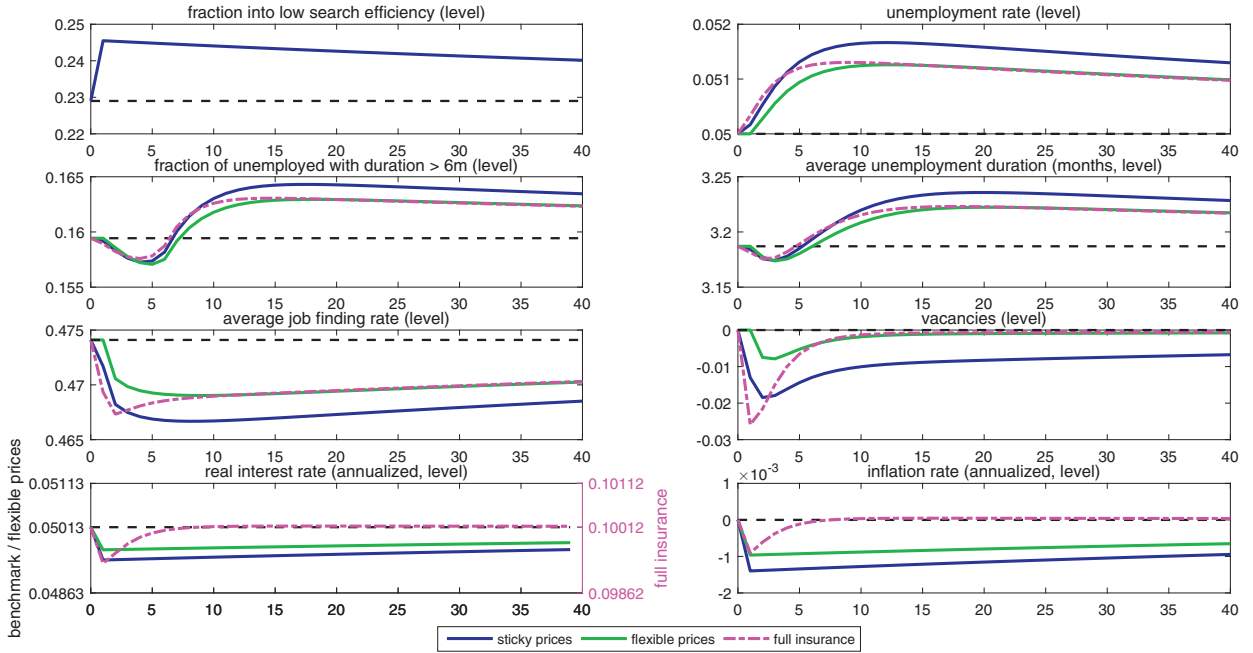 fraction into low search efficiency (level)
0.25
0.24
0.23
0.22
0 5 10 15 20 25 30 35 40
unemployment rate (level)
0.052
0.051
0.05
0 5 10 15 20 25 30 35 40
fraction of unemployed with duration > 6m (level)
0.165
0.16
0.155
0 5 10 15 20 25 30 35 40
average unemployment duration (months, level)
3.25
3.2
3.15
0 5 10 15 20 25 30 35 40
average job finding rate (level)
0.475
0.47
0.465
0 5 10 15 20 25 30 35 40
vacancies (level)
0
-0.01
-0.02
-0.03
0 5 10 15 20 25 30 35 40
benchmark / flexible prices
real interest rate (annualized, level)
0.05113
0.05013
0.04863
0.10112
0.10012
0.09862
full insurance
0 5 10 15 20 25 30 35 40
inflation rate (annualized, level)
×10-3
1
0
-1
-2
0 5 10 15 20 25 30 35 40
sticky prices flexible prices full insurance